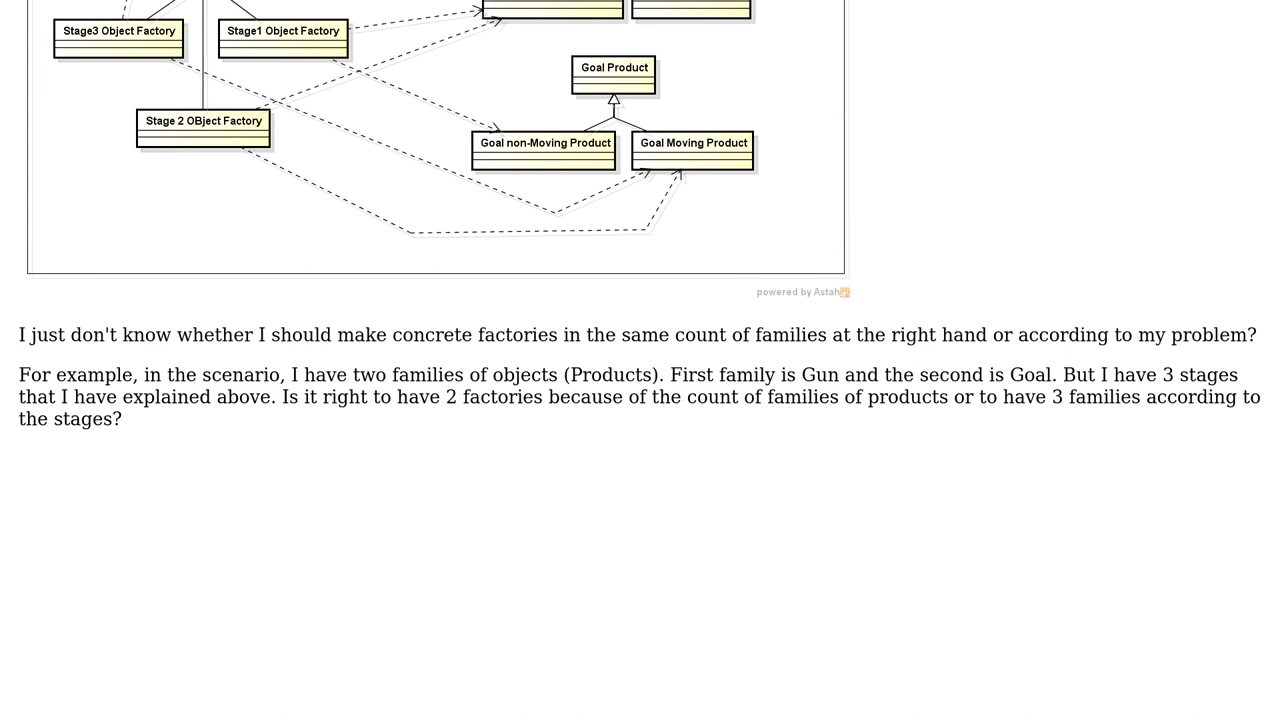 Stage3 Object Factory
Stage1 Object Factory
Goal Product
Stage 2 OBject Factory
Goal non-Moving Product
Goal Moving Product
powered by Astah
I just don't know whether I should make concrete factories in the same count of families at the right hand or according to my problem?
For example, in the scenario, I have two families of objects (Products). First family is Gun and the second is Goal. But I have 3 stages
that I have explained above. Is it right to have 2 factories because of the count of families of products or to have 3 families according to
the stages?